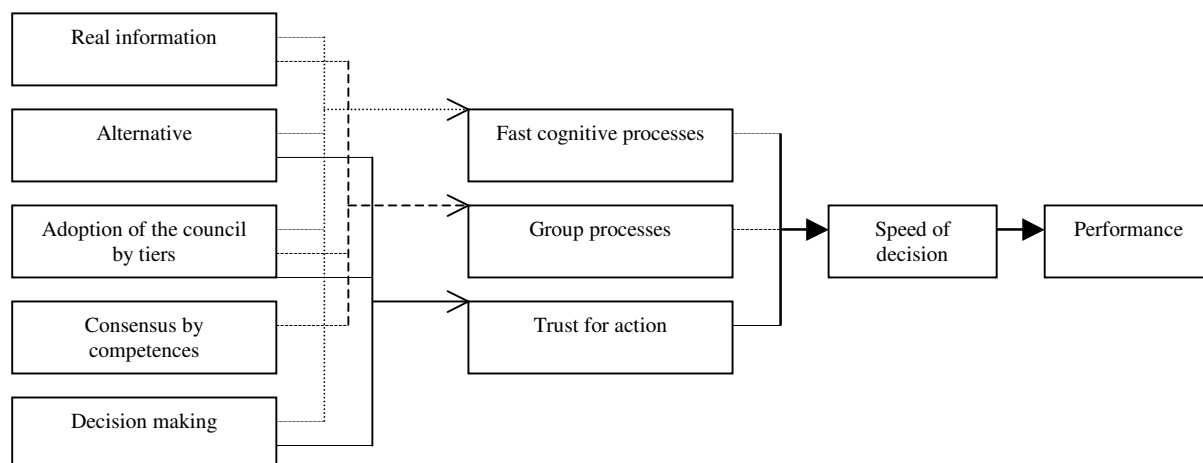 Real information
Alternative
Adoption of the council
by tiers
Consensus by
competences
Decision making
Fast cognitive processes
Group processes
Trust for action
Speed of
decision
Performance